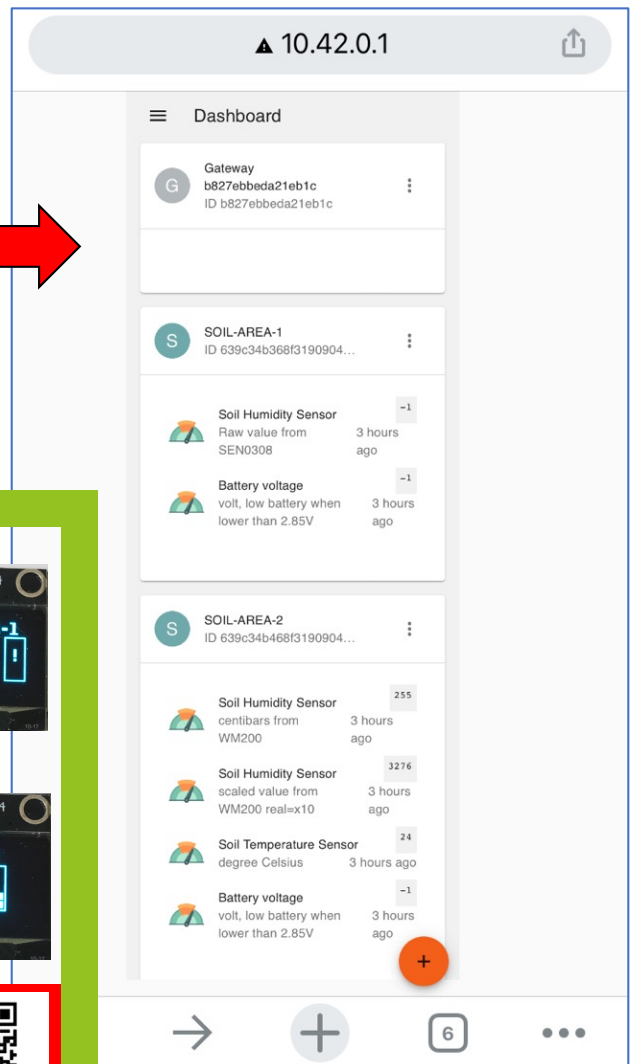 10.42.0.1
Dashboard
G
Gateway
b827ebbeda21eb1c
ID b827ebbeda21eb1c
S
SOIL-AREA-1
ID 639c34b368f3190904...
Soil Humidity Sensor
-1
Raw value from
SEN0308
3 hours
ago
Battery voltage
-1
volt, low battery when
lower than 2.85V
3 hours
ago
S
SOIL-AREA-2
ID 639c34b468f3190904...
Soil Humidity Sensor
255
centibars from
WM200
3 hours
ago
Soil Humidity Sensor
3276
scaled value from
WM200 real=x10
3 hours
ago
Soil Temperature Sensor
24
degree Celsius
3 hours ago
Battery voltage
-1
volt, low battery when
lower than 2.85V
3 hours
ago
+
6
-1
!